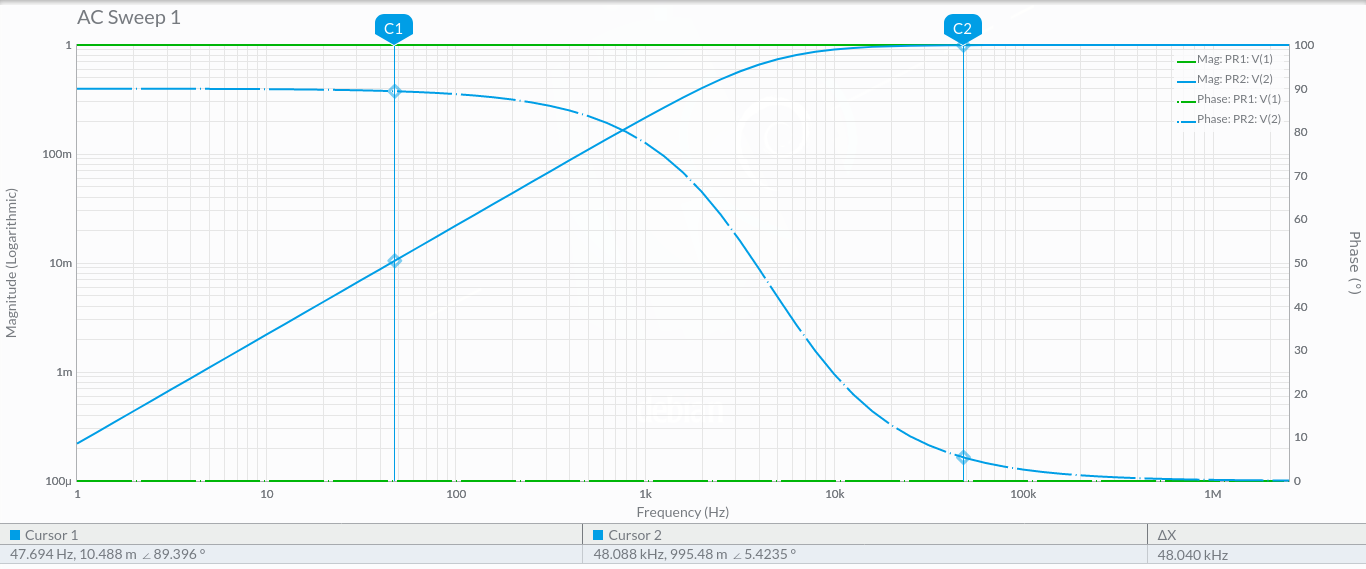 AC Sweep 1
C1
C2
1
100m
10m
1m
100µ
Magnitude (Logarithmic)
100
90
80
70
60
50
40
30
20
10
0
Phase (°)
Mag: PR1: V(1)
Mag: PR2: V(2)
Phase: PR1: V(1)
Phase: PR2: V(2)
1
10
100
1k
10k
100k
1M
Frequency (Hz)
Cursor 1
Cursor 2
ΔX
47.694 Hz, 10.488 m ∠ 89.396 °
48.088 kHz, 995.48 m ∠ 5.4235 °
48.040 kHz